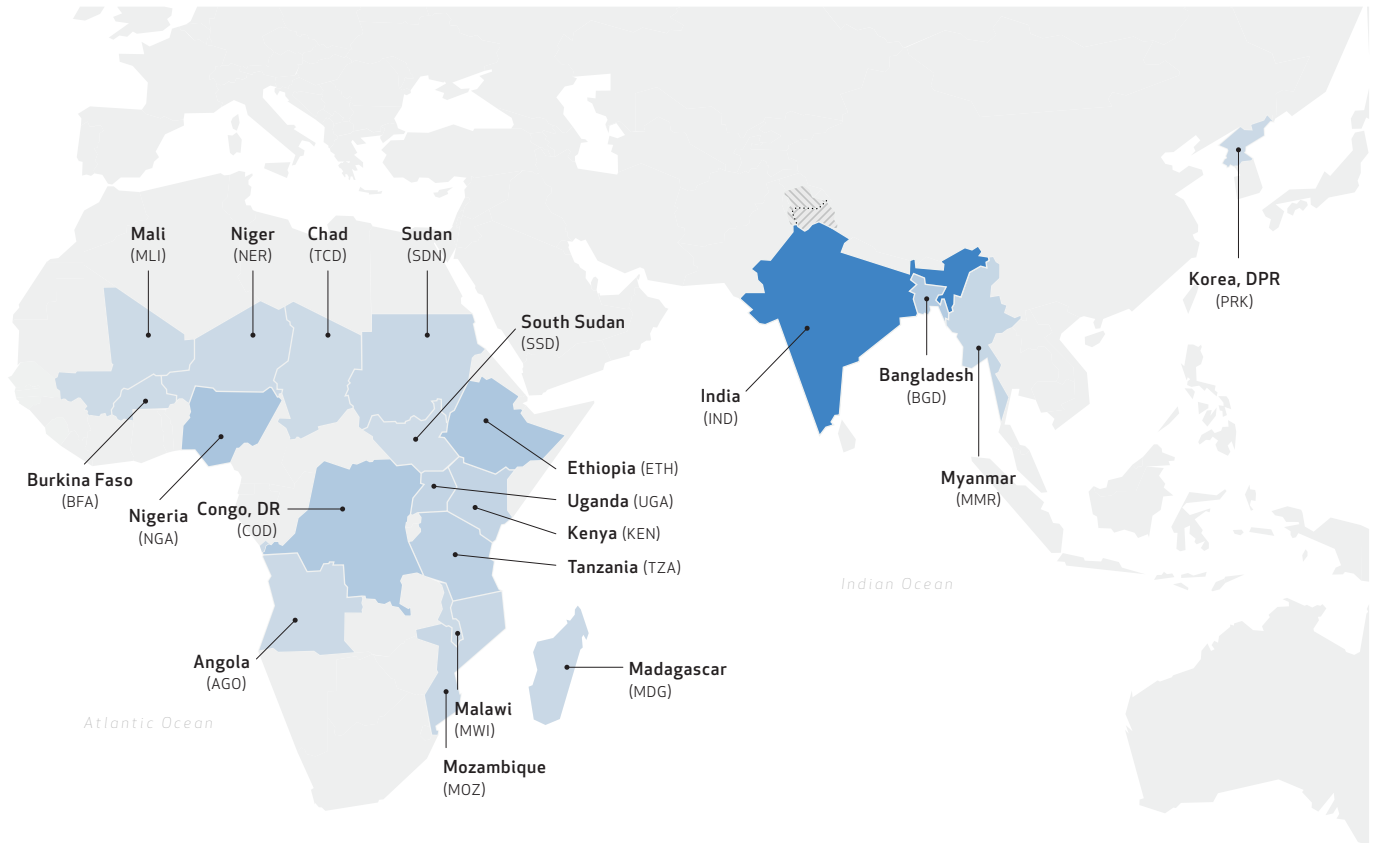 Mali
(MLI)
Niger
(NER)
Chad
(TCD)
Sudan
(SDN)
South Sudan
(SSD)
Korea, DPR
(PRK)
India
(IND)
Bangladesh
(BGD)
Myanmar
(MMR)
Burkina Faso
(BFA)
Nigeria
(NGA)
Congo, DR
(COD)
Ethiopia (ETH)
Uganda (UGA)
Kenya (KEN)
Tanzania (TZA)
Indian Ocean
Angola
(AGO)
Madagascar
(MDG)
Malawi
(MWI)
Mozambique
(MOZ)
Atlantic Ocean